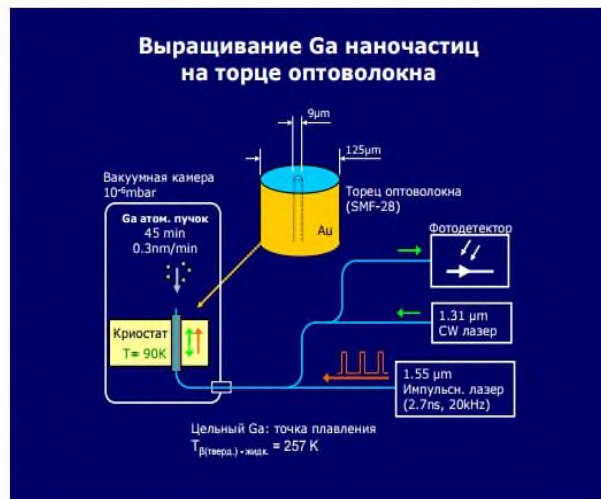 Выращивание Ga наночастиц
на торце оптоволокна
9µm
125µm
Вакуумная камера
10⁻⁶mbar
Ga атом. пучок
45 min
0.3nm/min
Торец оптоволокна
(SMF-28)
Au
Фотодетектор
Криостат
T= 90K
1.31 µm
CW лазер
1.55 µm
Импульсн. лазер
(2.7ns, 20kHz)
Цельный Ga: точка плавления
Tβ(тверд.) - жидк. = 257 K